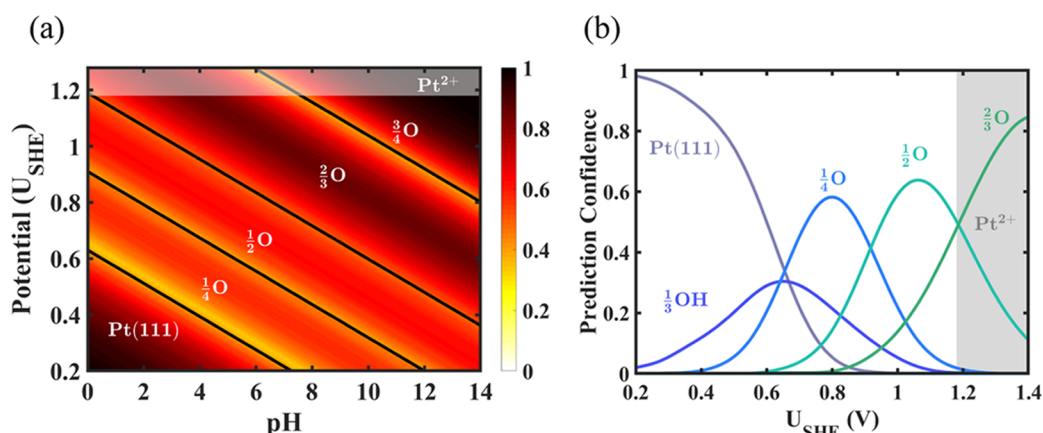 (a)
Potential (U_SHE)
1.2
1
0.8
0.6
0.4
0.2
Pt²⁺
¾O
⅔O
½O
¼O
Pt(111)
0 2 4 6 8 10 12 14
pH
1
0.8
0.6
0.4
0.2
0
(b)
Prediction Confidence
1
0.8
0.6
0.4
0.2
0
Pt(111)
⅓OH
¼O
½O
⅔O
Pt²⁺
0.2 0.4 0.6 0.8 1 1.2 1.4
U_SHE (V)